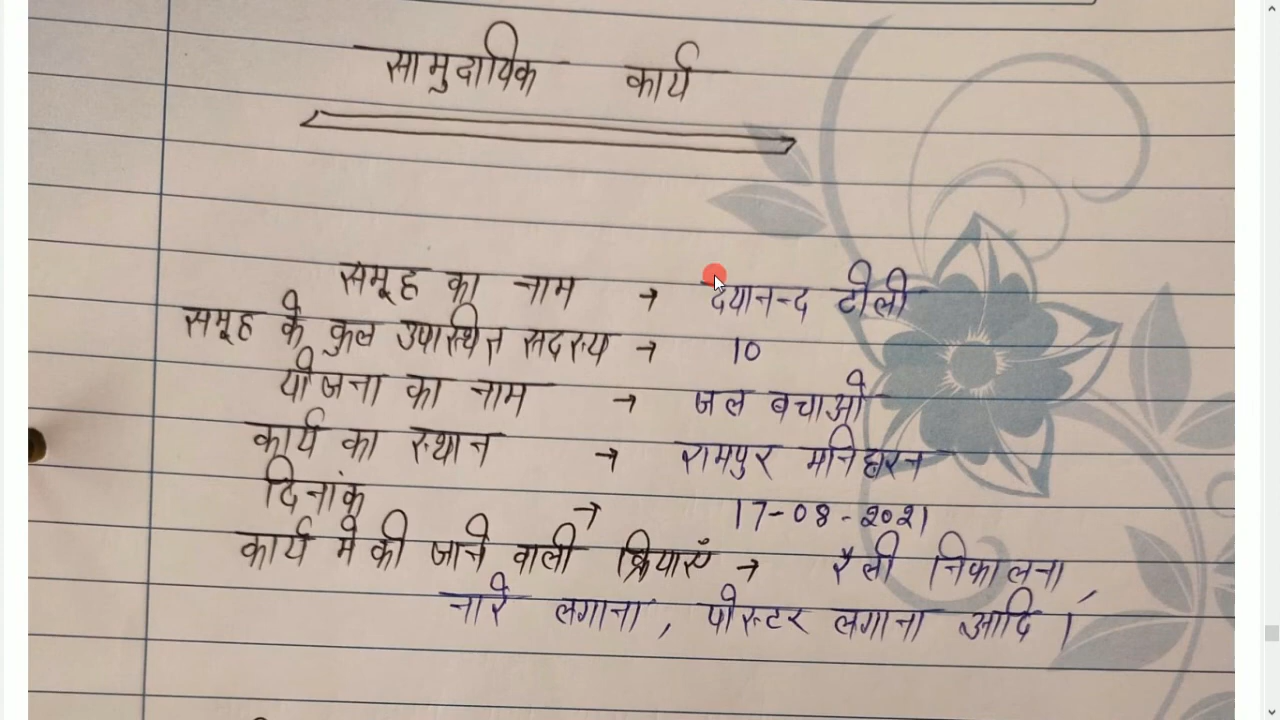 सामुदायिक कार्य
समूह का नाम → दयानन्द टोली
समूह के कुल उपस्थित सदस्य → 10
योजना का नाम → जल बचाओ
कार्य का स्थान → रामपुर मनिहारन
दिनांक → 17-08-2021
कार्य मे की जाने वाली क्रियाएँ → रैली निकालना,
नारे लगाना, पोस्टर लगाना आदि।